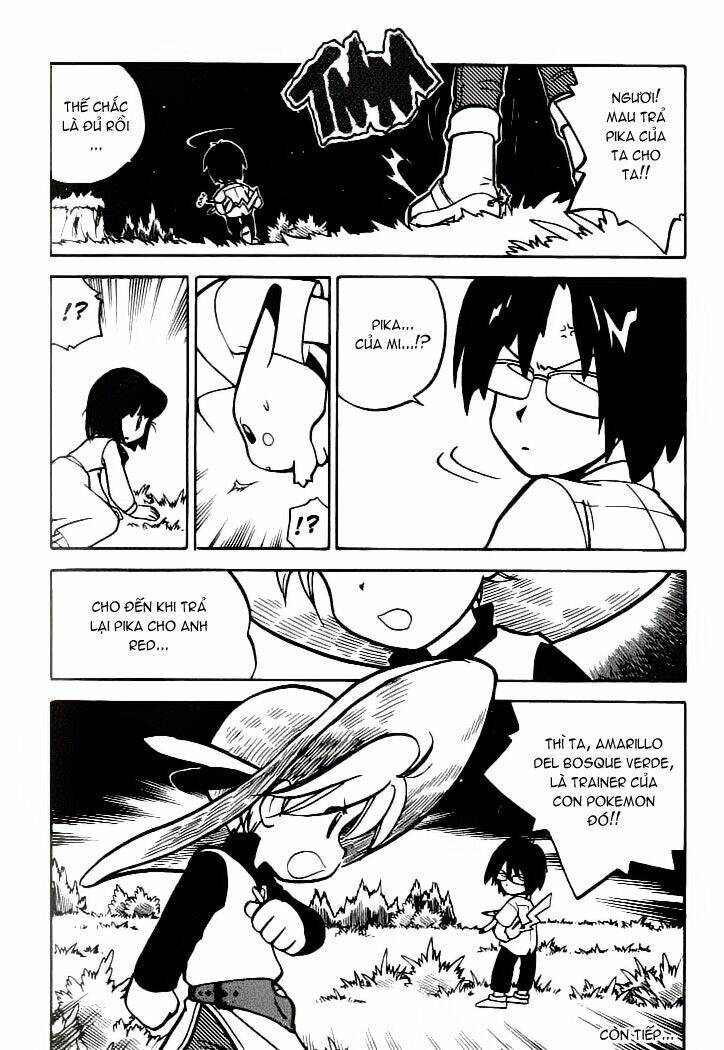 NGƯƠI!
MAU TRẢ
PIKA CỦA
TA CHO
TA!!
THẾ CHẮC
LÀ ĐỦ RỒI
...
PIKA...
CỦA MI...!?
!?
!?
CHO ĐẾN KHI TRẢ
LẠI PIKA CHO ANH
RED...
THÌ TA, AMARILLO
DEL BOSQUE VERDE,
LÀ TRAINER CỦA
CON POKEMON
ĐÓ!!
CÒN TIẾP...